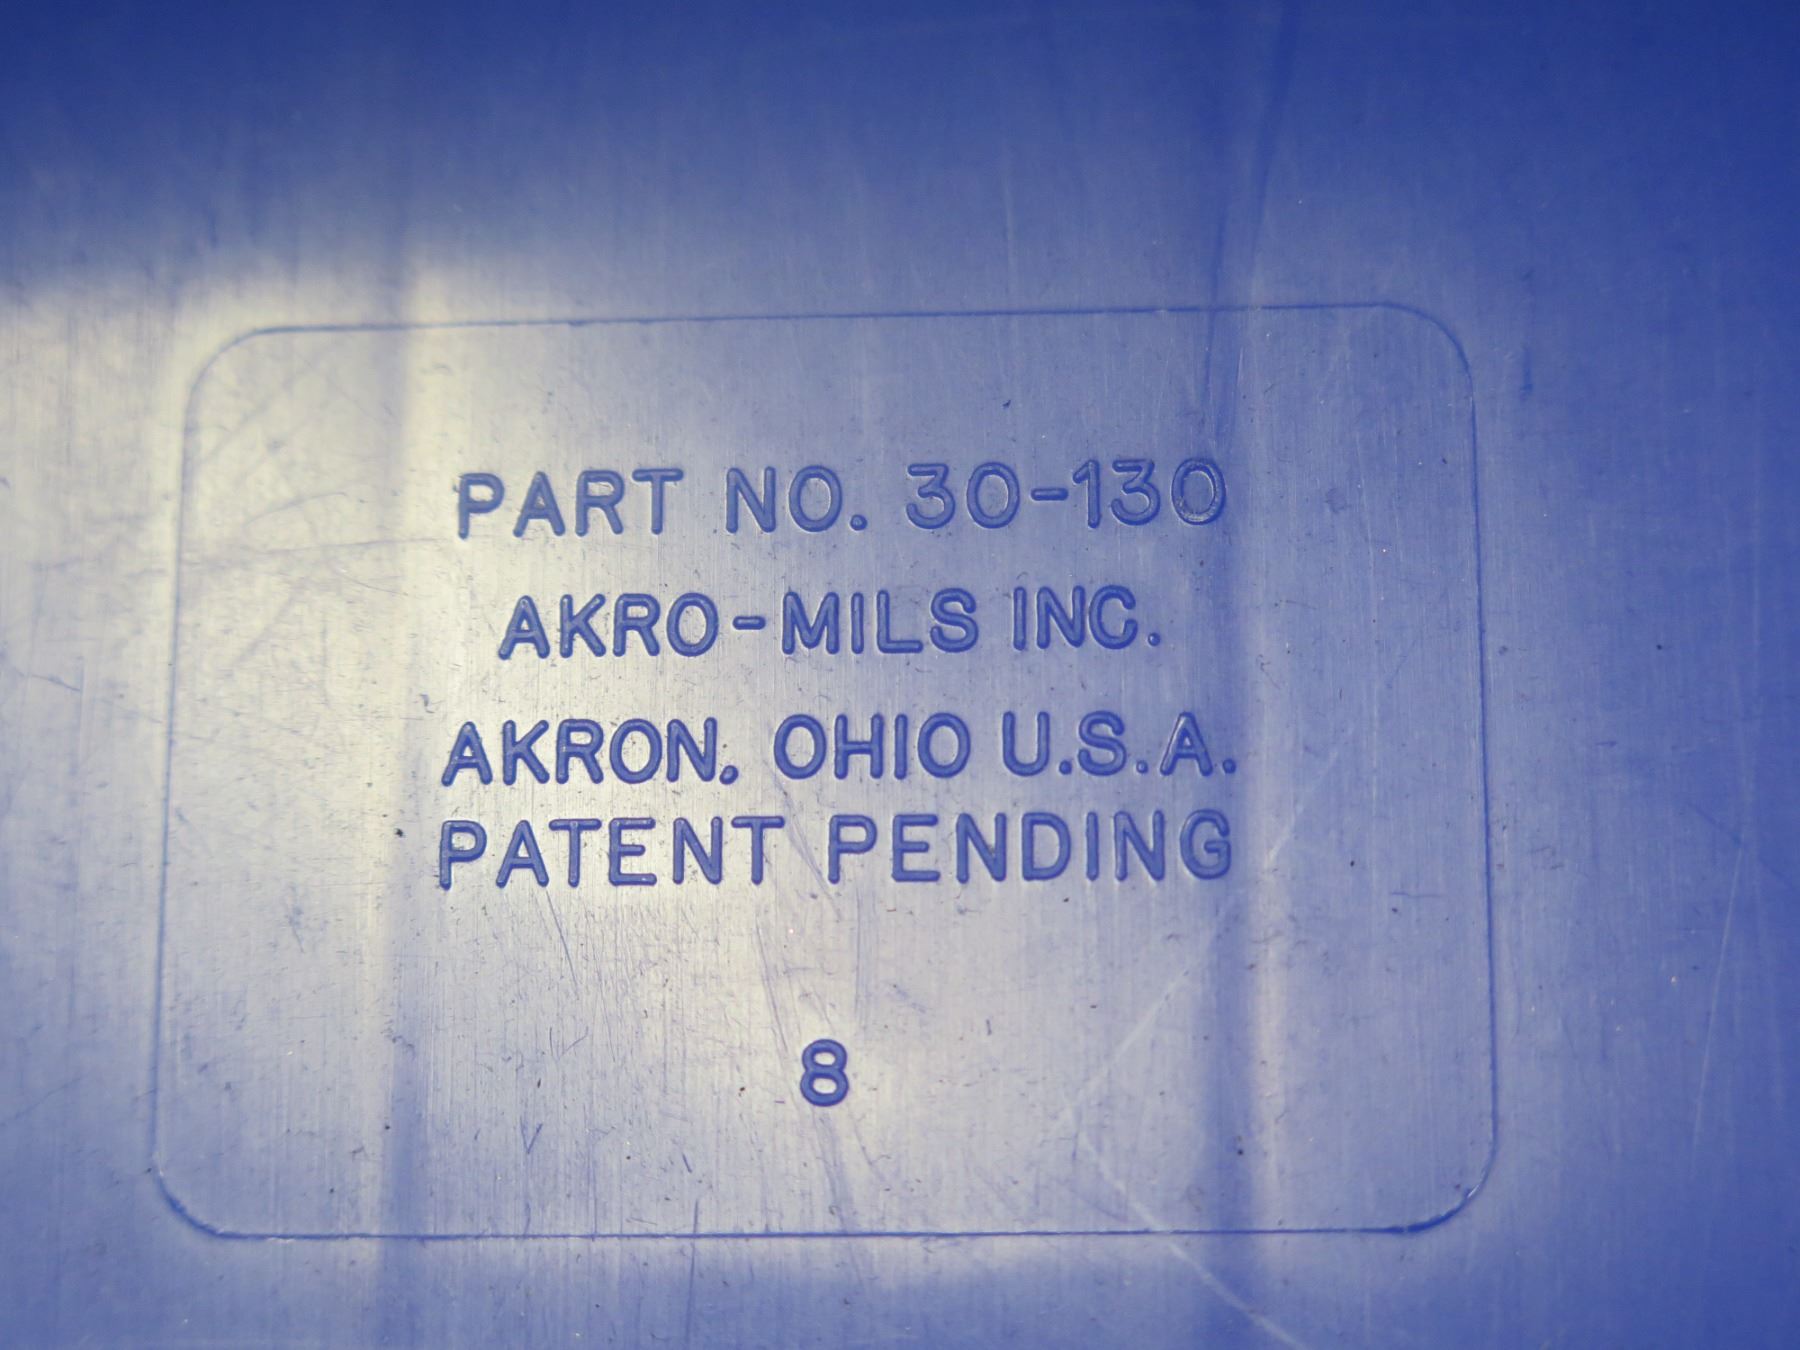 PART NO. 30-130
AKRO-MILS INC.
AKRON, OHIO U.S.A.
PATENT PENDING
8